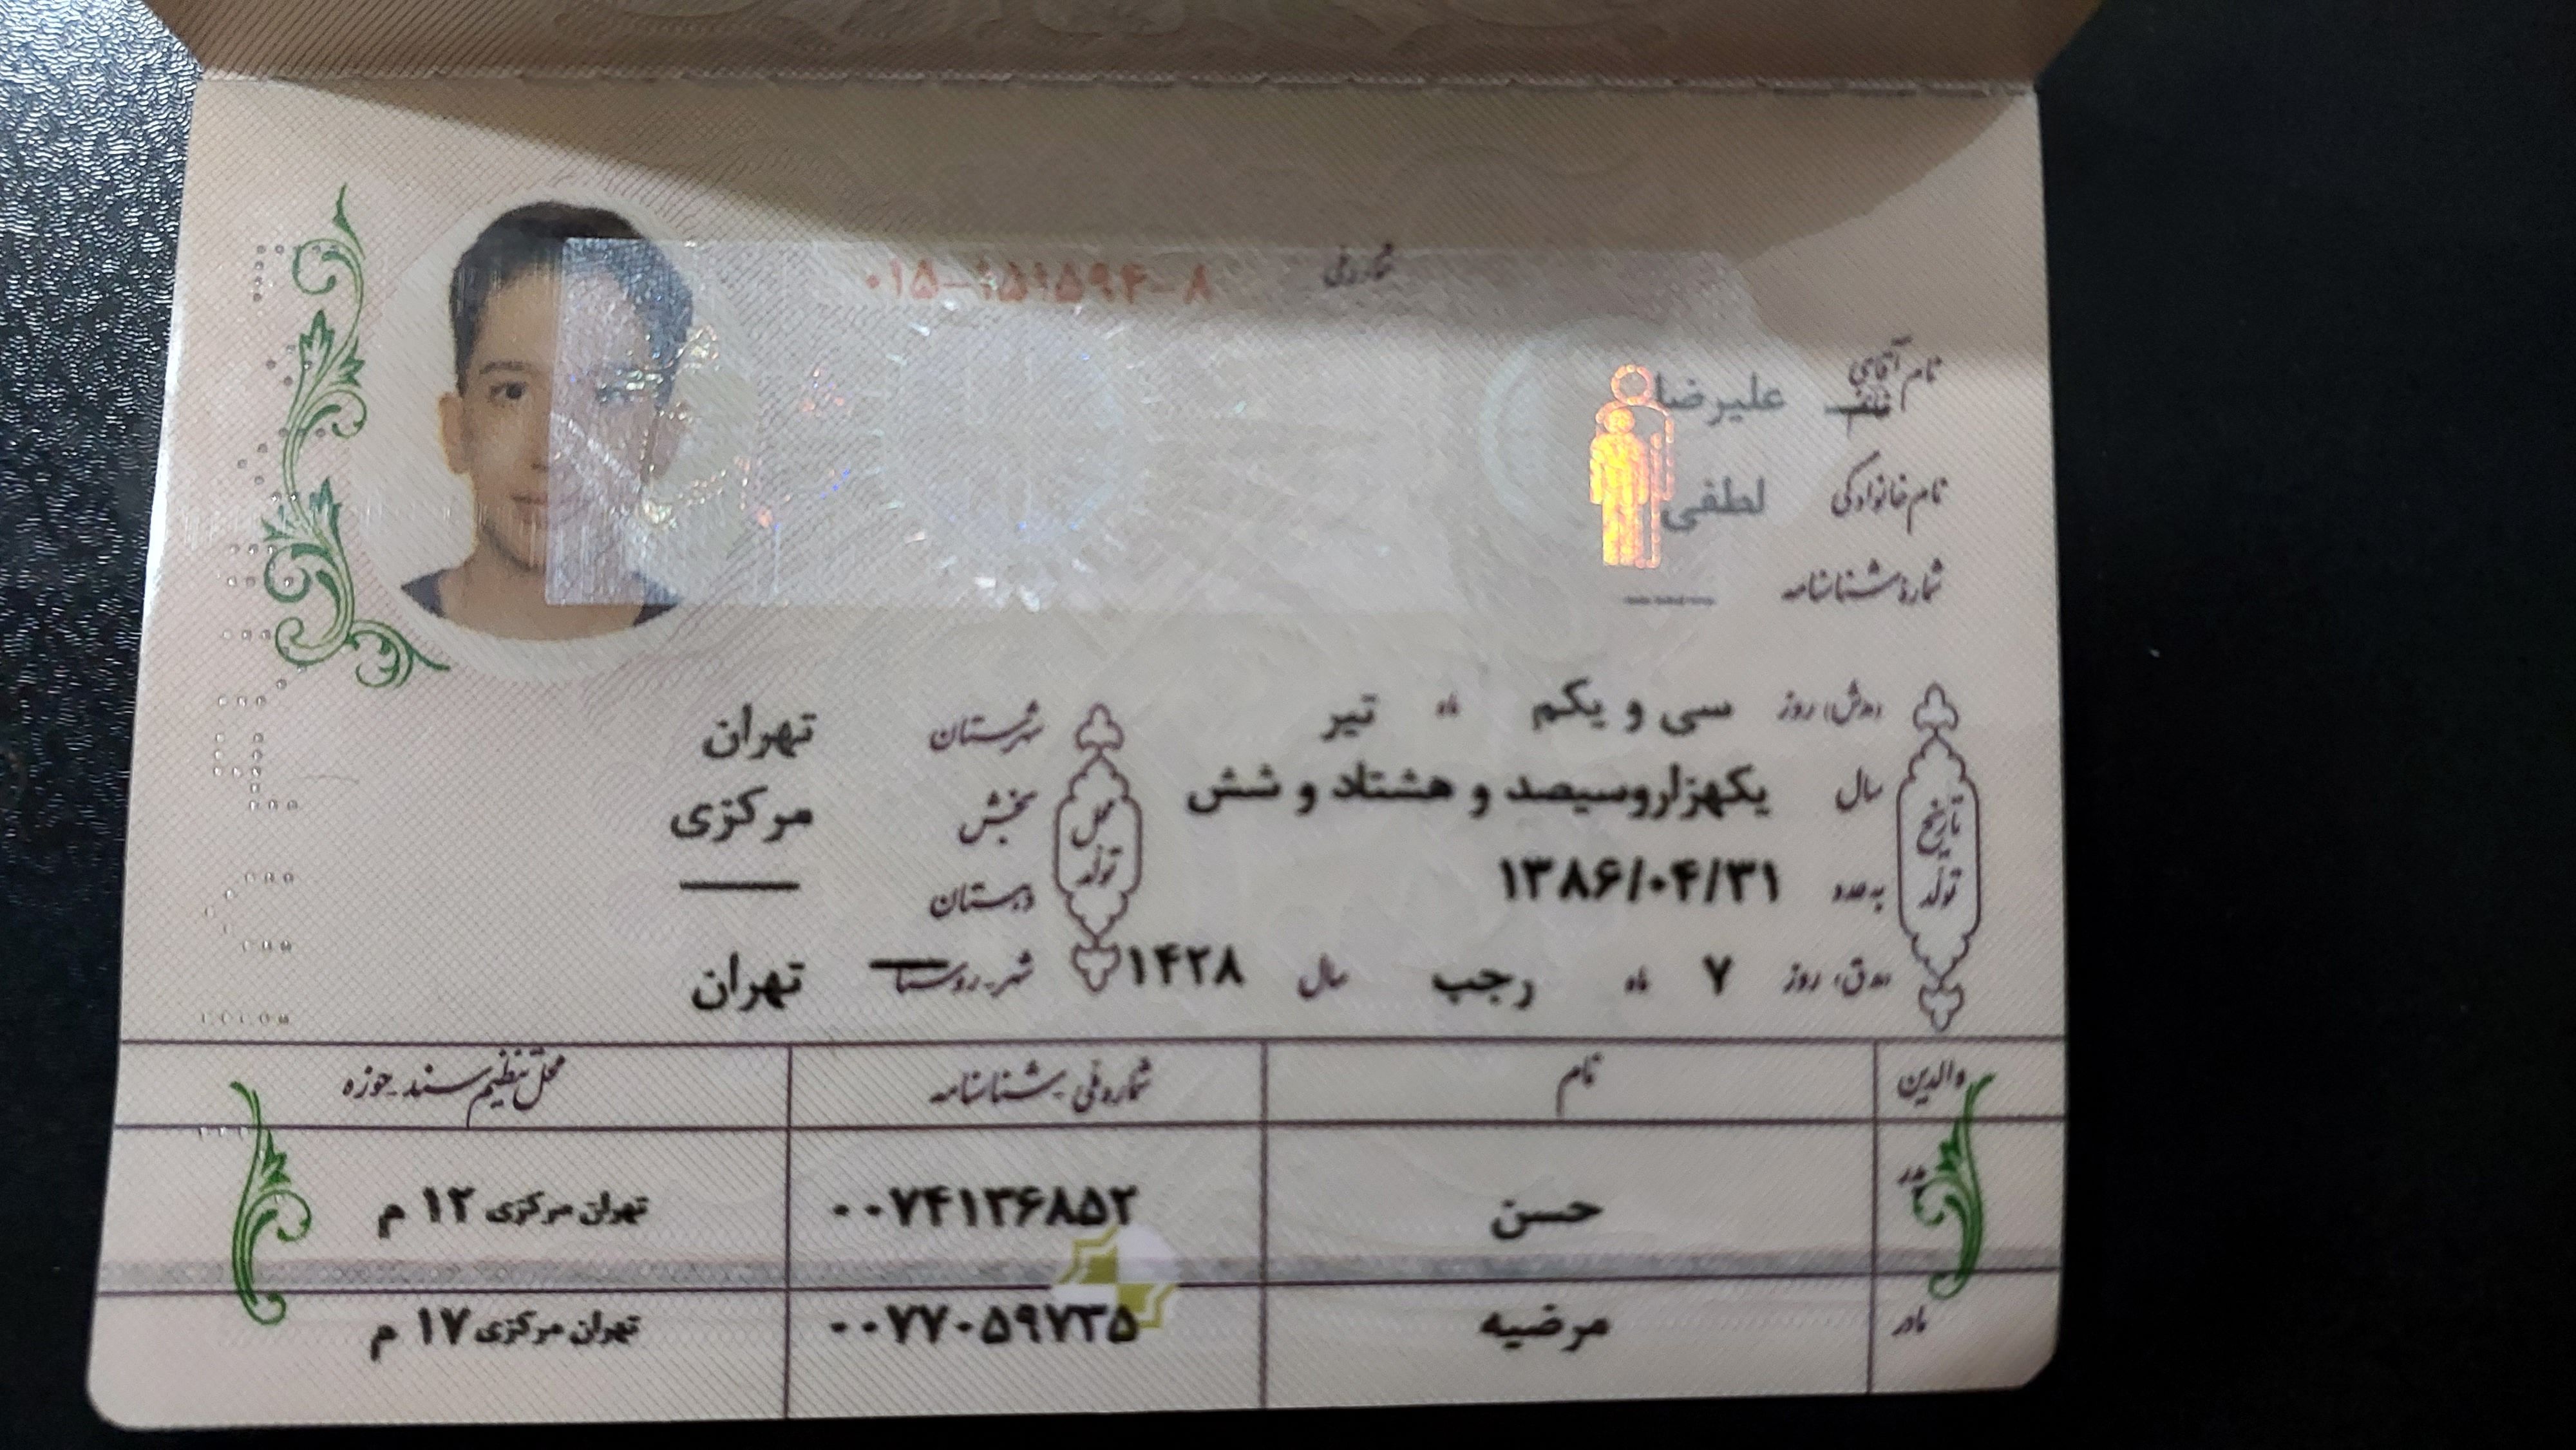 شماره ملی ۰۱۵-۱۵۱۵۹۴-۸
نام آقای علیرضا
نام خانوادگی لطفی
شماره شناسنامه ----
تاریخ تولد
(ه.ش) روز سی و یکم ماه تیر
سال یکهزاروسیصد و هشتاد و شش
به عدد ۱۳۸۶/۰۴/۳۱
(ه.ق) روز ۷ ماه رجب سال ۱۴۲۸
محل تولد
شهرستان تهران
بخش مرکزی
دهستان ——
شهر-روستا تهران
والدین نام شماره ملی - شناسنامه محل تنظیم سند - حوزه
پدر حسن ۰۰۷۴۱۳۶۸۵۲ تهران مرکزی ۱۲ م
مادر مرضیه ۰۰۷۷۰۵۹۷۳۵ تهران مرکزی ۱۷ م